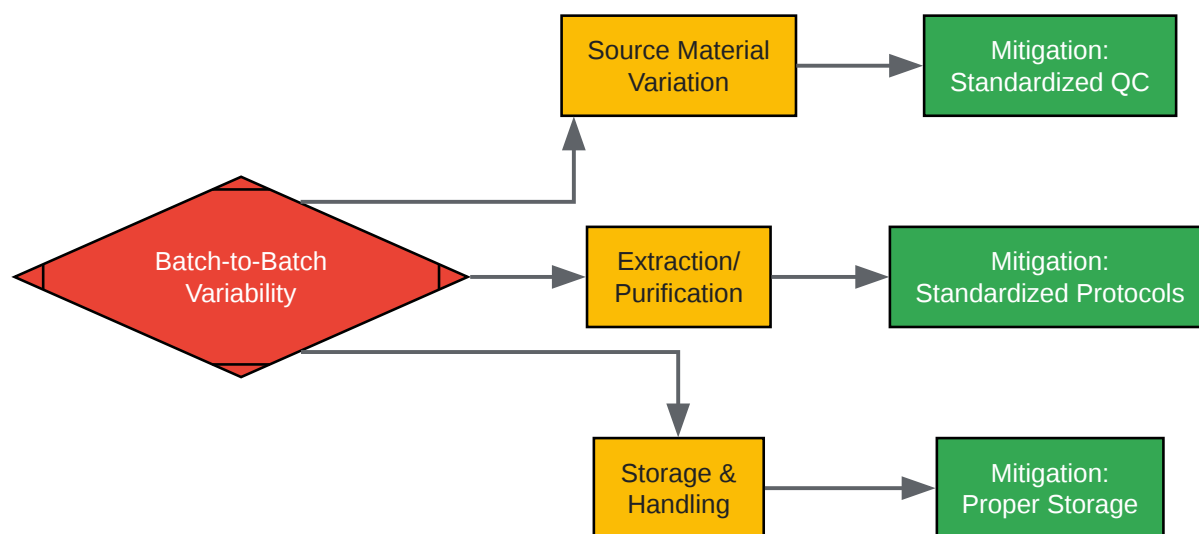 Source Material
Variation
Mitigation:
Standardized QC
Batch-to-Batch
Variability
Extraction/
Purification
Mitigation:
Standardized Protocols
Storage &
Handling
Mitigation:
Proper Storage